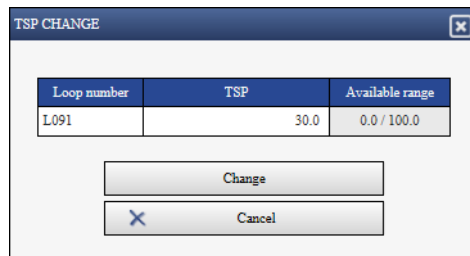 TSP CHANGE
Loop number TSP Available range
L091 30.0 0.0 / 100.0
Change
Cancel